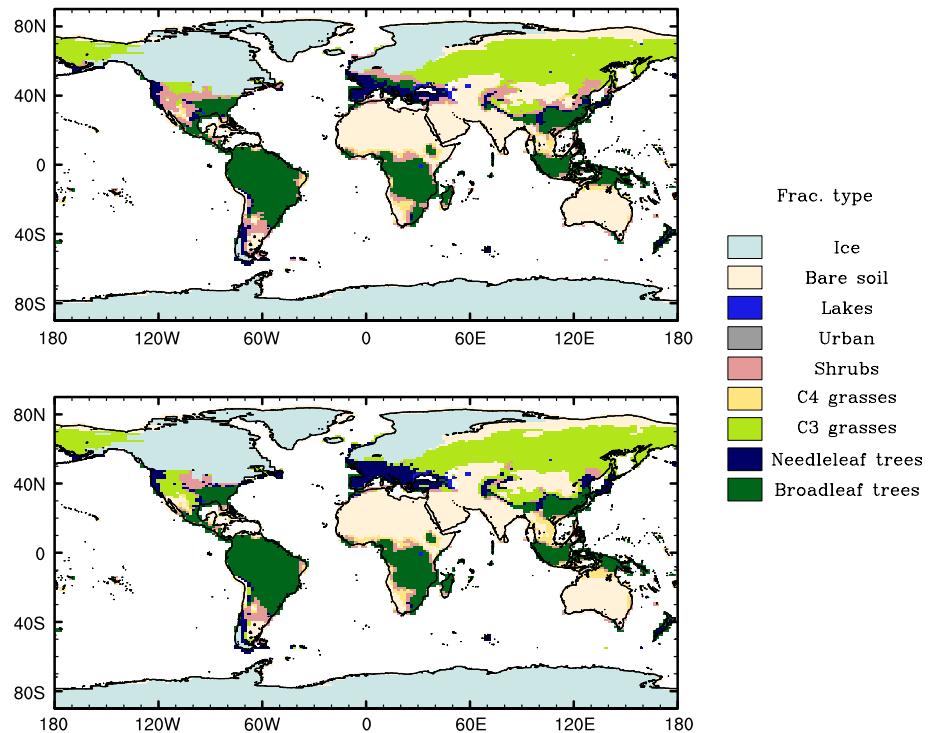 80N
40N
0
40S
80S
180 120W 60W 0 60E 120E 180
Frac. type
Ice
Bare soil
Lakes
Urban
Shrubs
C4 grasses
C3 grasses
Needleleaf trees
Broadleaf trees
80N
40N
0
40S
80S
180 120W 60W 0 60E 120E 180